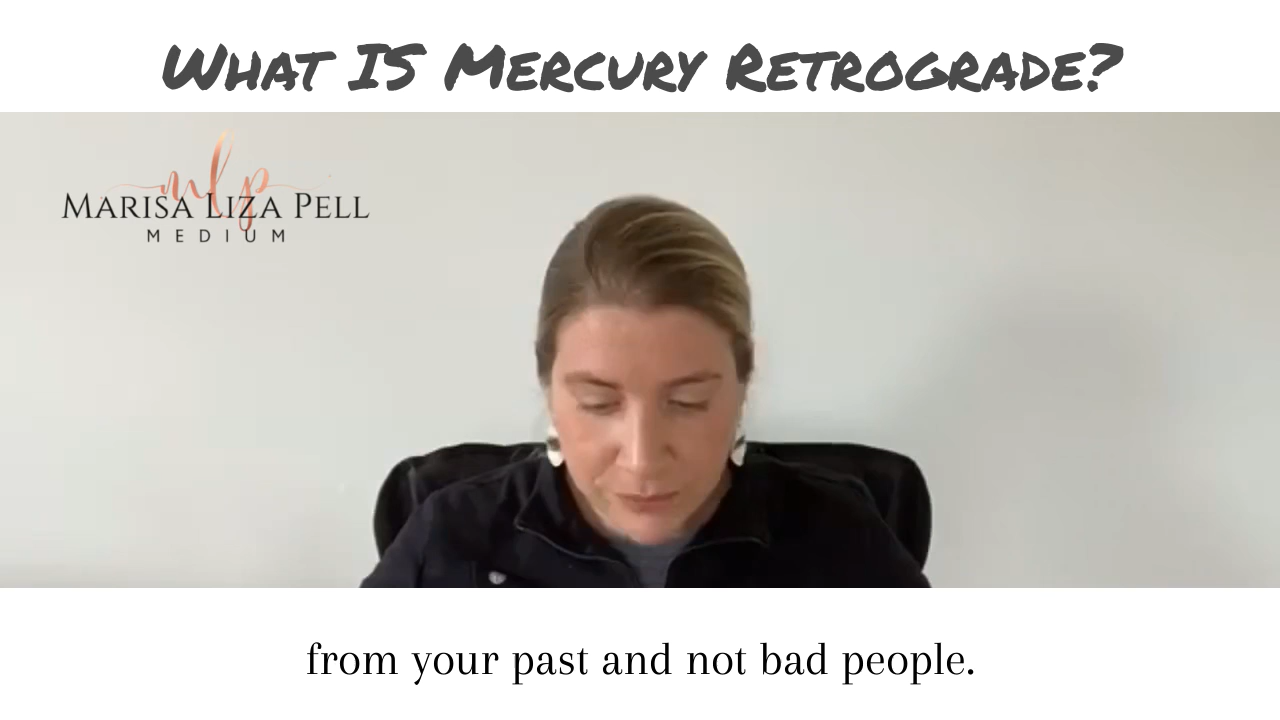 WHAT IS MERCURY RETROGRADE?
mlp
MARISA LIZA PELL
MEDIUM
from your past and not bad people.